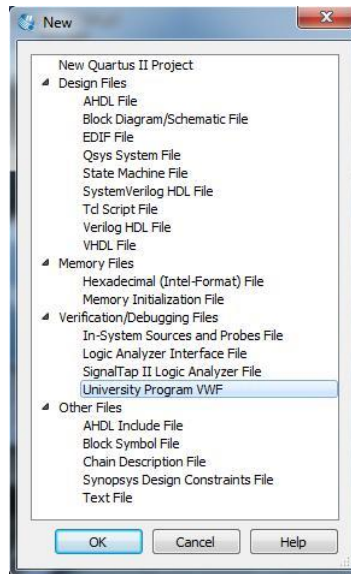 New
New Quartus II Project
Design Files
AHDL File
Block Diagram/Schematic File
EDIF File
Qsys System File
State Machine File
SystemVerilog HDL File
Tcl Script File
Verilog HDL File
VHDL File
Memory Files
Hexadecimal (Intel-Format) File
Memory Initialization File
Verification/Debugging Files
In-System Sources and Probes File
Logic Analyzer Interface File
SignalTap II Logic Analyzer File
University Program VWF
Other Files
AHDL Include File
Block Symbol File
Chain Description File
Synopsys Design Constraints File
Text File
OK Cancel Help